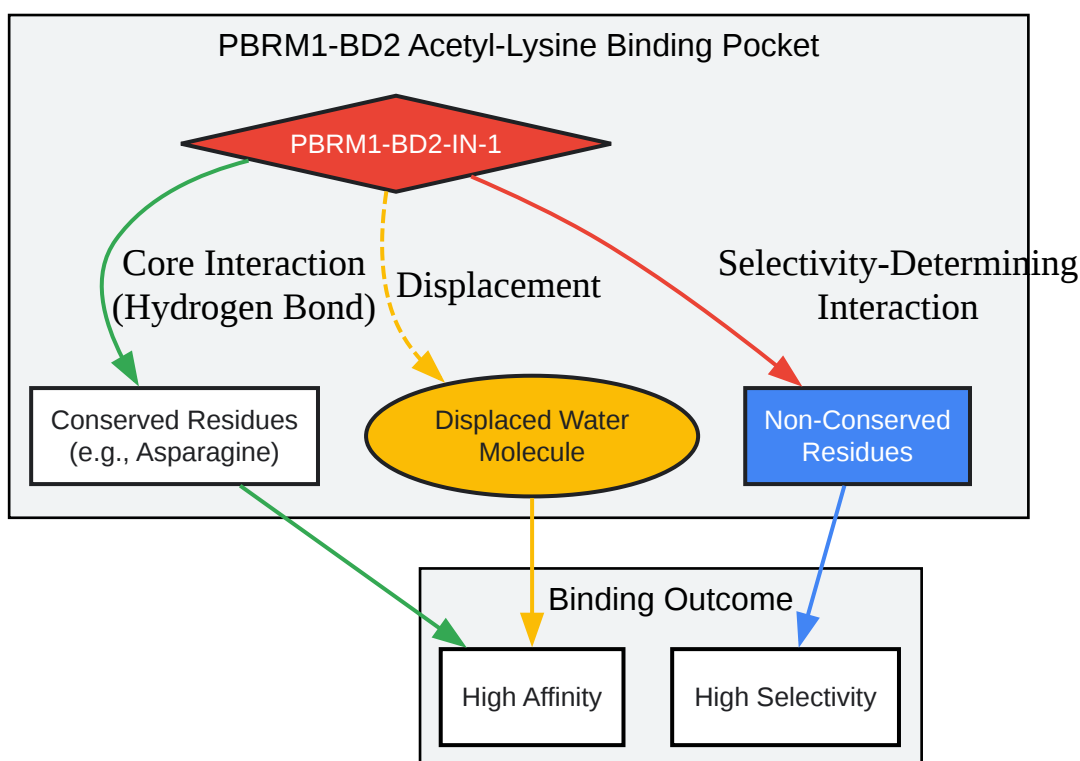 PBRM1-BD2 Acetyl-Lysine Binding Pocket
PBRM1-BD2-IN-1
Core Interaction
(Hydrogen Bond)
Displacement
Selectivity-Determining
Interaction
Conserved Residues
(e.g., Asparagine)
Displaced Water
Molecule
Non-Conserved
Residues
Binding Outcome
High Affinity
High Selectivity